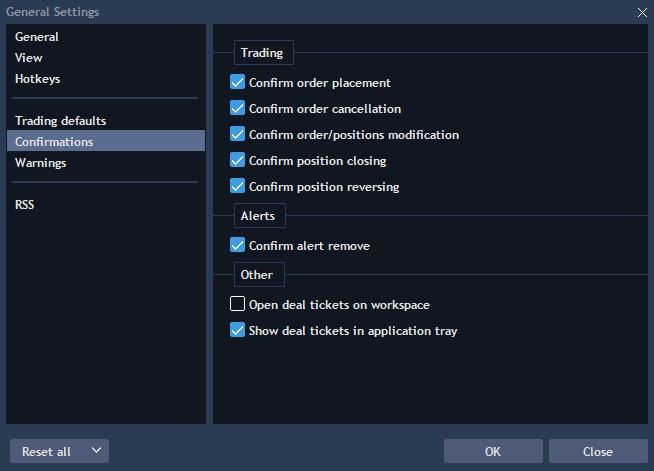 General Settings
General
View
Hotkeys
Trading defaults
Confirmations
Warnings
RSS
Trading
Confirm order placement
Confirm order cancellation
Confirm order/positions modification
Confirm position closing
Confirm position reversing
Alerts
Confirm alert remove
Other
Open deal tickets on workspace
Show deal tickets in application tray
Reset all
OK
Close